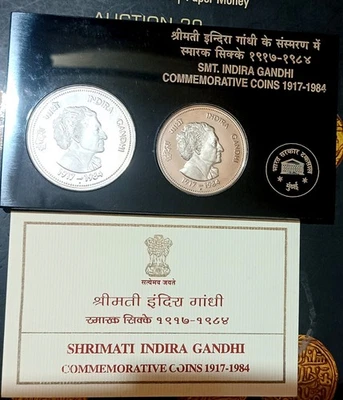 Paper Money
AUCTION 20
श्रीमती इन्दिरा गांधी के संस्मरण में
स्मारक सिक्के १९१७-१९८४
SMT. INDIRA GANDHI
COMMEMORATIVE COINS 1917-1984
इंदिरा गांधी INDIRA GANDHI
1917-1984
इंदिरा गांधी INDIRA GANDHI
1917-1984
भारत सरकार टकसाल
मुंबई
सत्यमेव जयते
श्रीमती इंदिरा गांधी
स्मारक सिक्के १९१७-१९८४
SHRIMATI INDIRA GANDHI
COMMEMORATIVE COINS 1917-1984